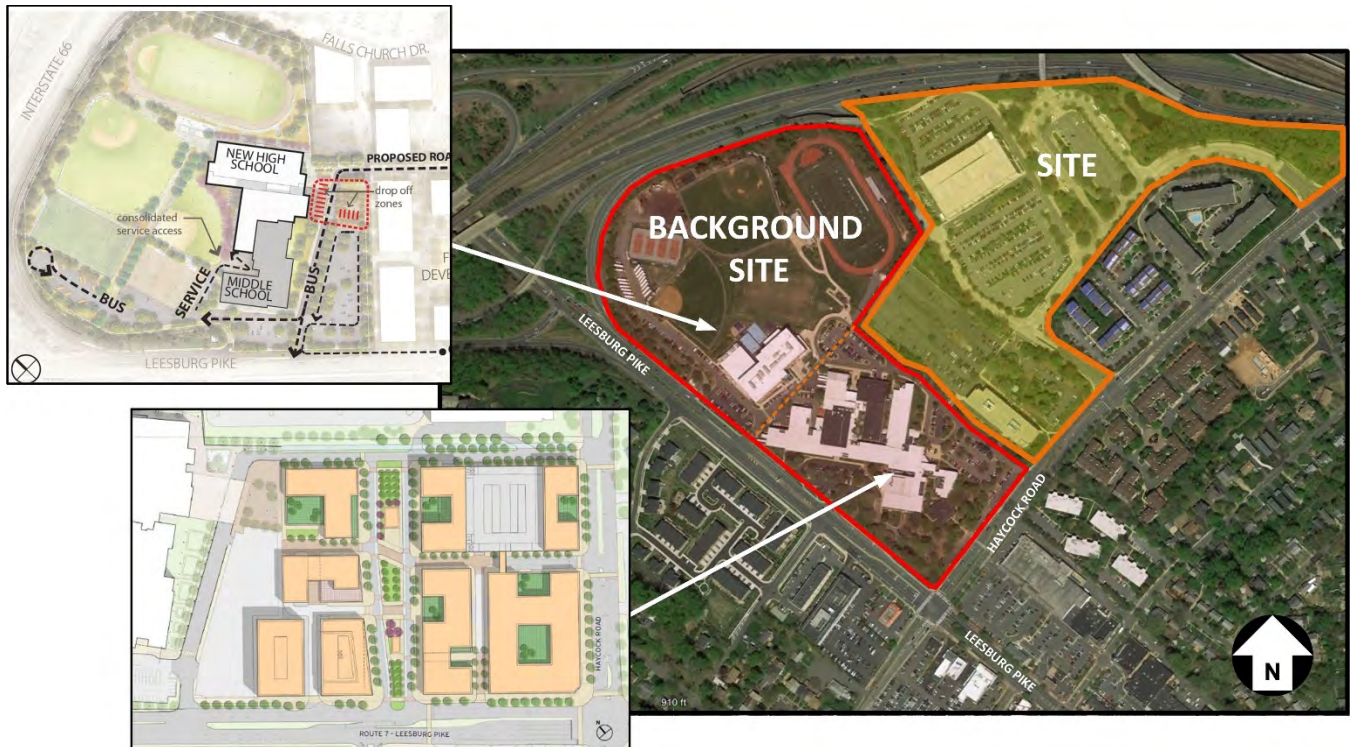 INTERSTATE 66
FALLS CHURCH DR.
NEW HIGH
SCHOOL
PROPOSED ROA
drop off
zones
consolidated
service access
MIDDLE
SCHOOL
BUS
SERVICE
BUS
F
DEVE
LEESBURG PIKE
SITE
BACKGROUND
SITE
LEESBURG PIKE
HAYCOCK ROAD
LEESBURG PIKE
910 ft
N
HAYCOCK ROAD
ROUTE 7 - LEESBURG PIKE
N